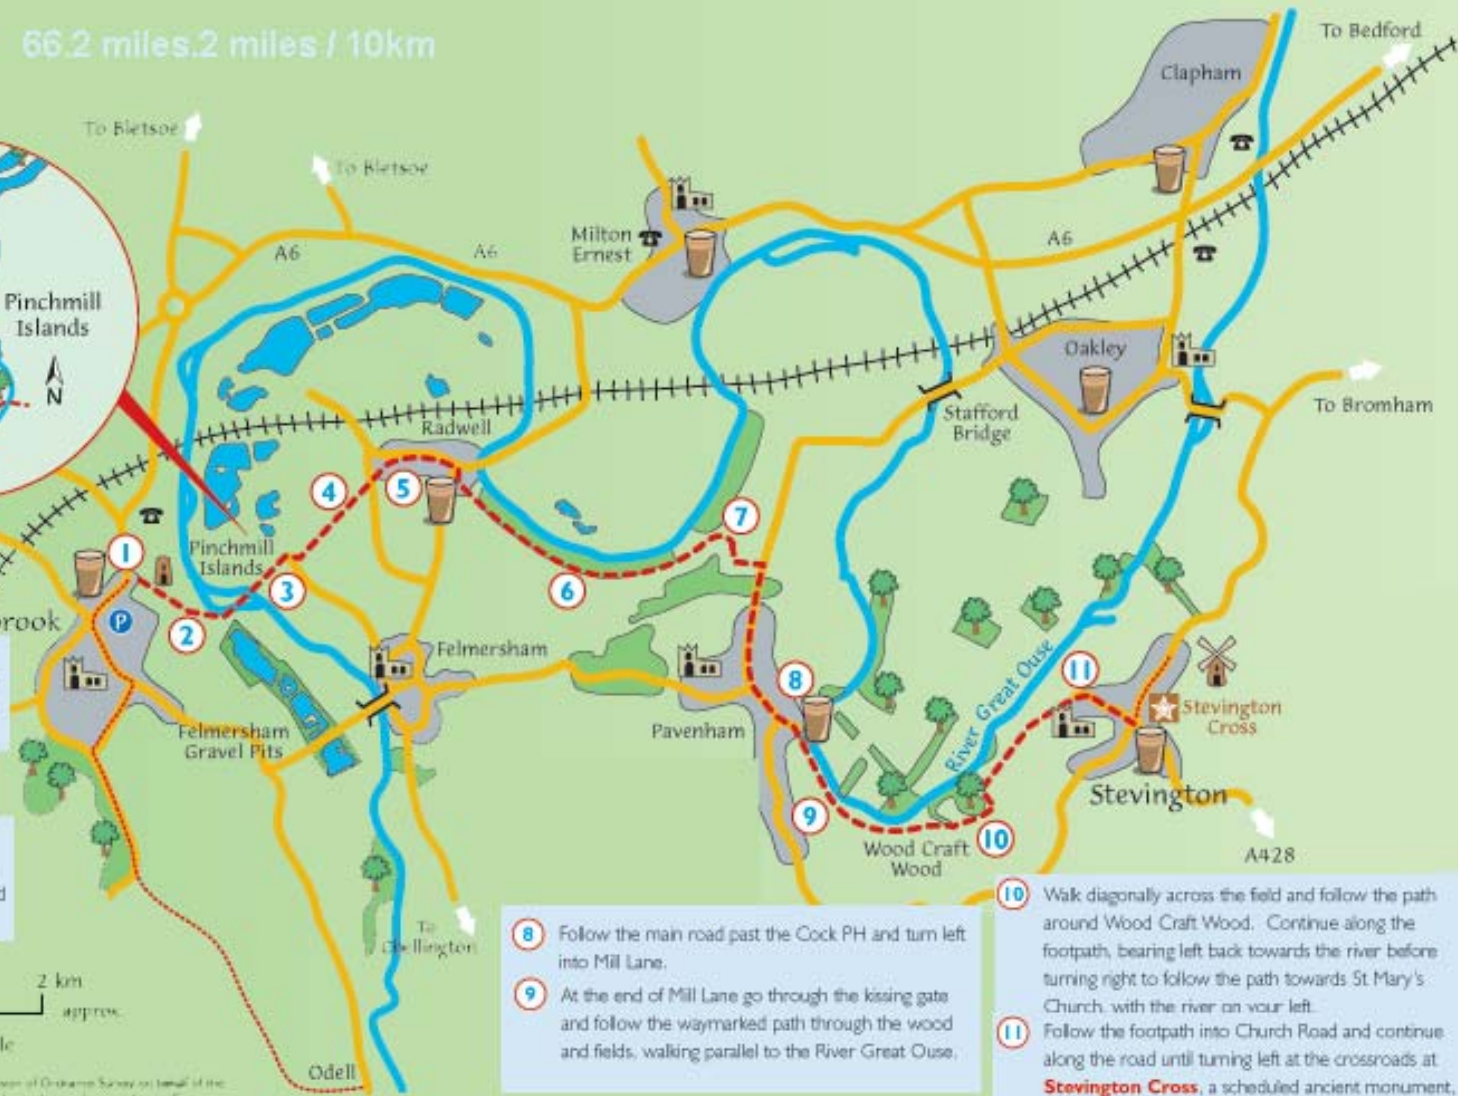 66.2 miles.2 miles / 10km
To Bedford
Clapham
To Bletsoe
To Bletsoe
A6
A6
Milton
Ernest
A6
Pinchmill
Islands
N
Oakley
Stafford
Bridge
To Bromham
Radwell
4
5
7
1
Pinchmill
Islands
3
6
2
P
rook
Felmersham
8
11
River Great Ouse
Stevington
Cross
Pavenham
Felmersham
Gravel Pits
9
10
Wood Craft
Wood
Stevington
A428
To
2 km
approx
Odell
8 Follow the main road past the Cock PH and turn left
into Mill Lane.
9 At the end of Mill Lane go through the kissing gate
and follow the waymarked path through the wood
and fields, walking parallel to the River Great Ouse.
10 Walk diagonally across the field and follow the path
around Wood Craft Wood. Continue along the
footpath, bearing left back towards the river before
turning right to follow the path towards St Mary's
Church, with the river on your left.
11 Follow the footpath into Church Road and continue
along the road until turning left at the crossroads at
Stevington Cross, a scheduled ancient monument,